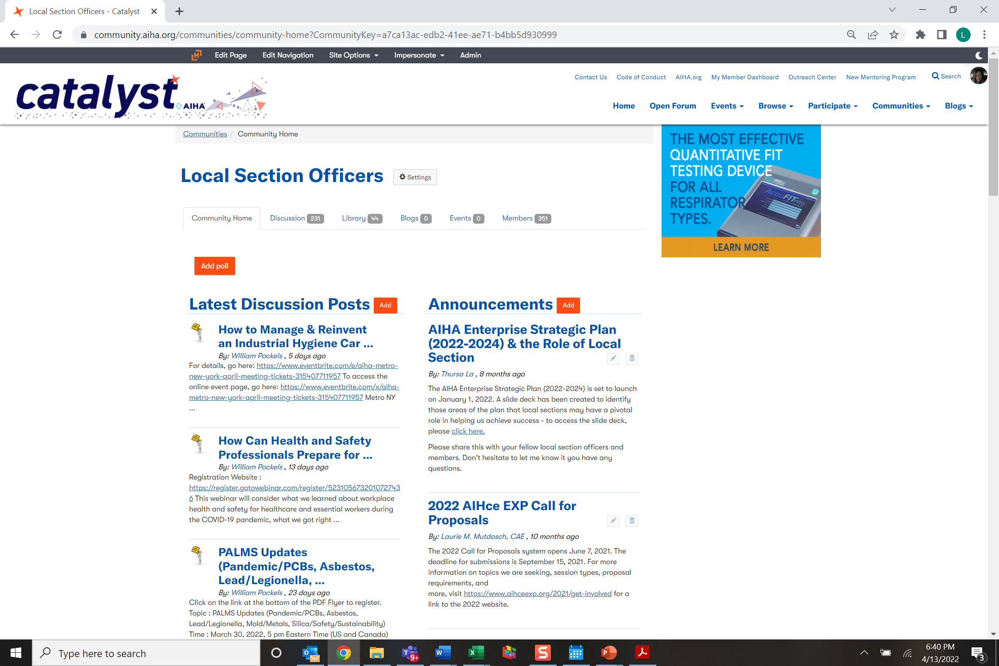 Local Section Officers - Catalyst
community.aiha.org/communities/community-home?CommunityKey=a7ca13ac-edb2-41ee-ae71-b4bb5d930999
L
Edit Page Edit Navigation Site Options Impersonate Admin
catalyst AIHA
Contact Us Code of Conduct AIHA.org My Member Dashboard Outreach Center New Mentoring Program Search
Home Open Forum Events Browse Participate Communities Blogs
Communities / Community Home
Local Section Officers Settings
Community Home Discussion 231 Library 44 Blogs 0 Events 0 Members 351
THE MOST EFFECTIVE
QUANTITATIVE FIT
TESTING DEVICE
FOR ALL
RESPIRATOR
TYPES.
AccuFIT PRO
LEARN MORE
Add poll
Latest Discussion Posts Add
How to Manage & Reinvent
an Industrial Hygiene Car ...
By: William Pockels , 5 days ago
For details, go here: https://www.eventbrite.com/e/aiha-metro-
new-york-april-meeting-tickets-315407711957 To access the
online event page, go here: https://www.eventbrite.com/x/aiha-
metro-new-york-april-meeting-tickets-315407711957 Metro NY
...
How Can Health and Safety
Professionals Prepare for ...
By: William Pockels , 13 days ago
Registration Website :
https://register.gotowebinar.com/register/523105673201072743
6 This webinar will consider what we learned about workplace
health and safety for healthcare and essential workers during
the COVID-19 pandemic, what we got right ...
PALMS Updates
(Pandemic/PCBs, Asbestos,
Lead/Legionella, ...
By: William Pockels , 23 days ago
Click on the link at the bottom of the PDF Flyer to register.
Topic : PALMS Updates (Pandemic/PCBs, Asbestos,
Lead/Legionella, Mold/Metals, Silica/Safety/Sustainability)
Time : March 30, 2022, 5 pm Eastern Time (US and Canada)
Announcements Add
AIHA Enterprise Strategic Plan
(2022-2024) & the Role of Local
Section
By: Thursa La , 8 months ago
The AIHA Enterprise Strategic Plan (2022-2024) is set to launch
on January 1, 2022. A slide deck has been created to identify
those areas of the plan that local sections may have a pivotal
role in helping us achieve success - to access the slide deck,
please click here.
Please share this with your fellow local section officers and
members. Don't hesitate to let me know it you have any
questions.
2022 AIHce EXP Call for
Proposals
By: Laurie M. Mutdosch, CAE , 10 months ago
The 2022 Call for Proposals system opens June 7, 2021. The
deadline for submissions is September 15, 2021. For more
information on topics we are seeking, session types, proposal
requirements, and
more, visit https://www.aihceexp.org/2021/get-involved for a
link to the 2022 website.
Type here to search
9+
6:40 PM
4/13/2022
3